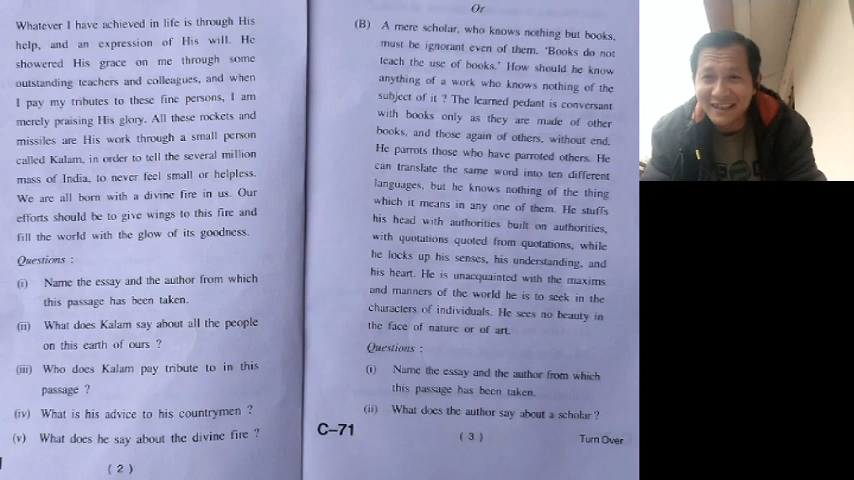 Whatever I have achieved in life is through His
help, and an expression of His will. He
showered His grace on me through some
outstanding teachers and colleagues, and when
I pay my tributes to these fine persons, I am
merely praising His glory. All these rockets and
missiles are His work through a small person
called Kalam, in order to tell the several million
mass of India, to never feel small or helpless.
We are all born with a divine fire in us. Our
efforts should be to give wings to this fire and
fill the world with the glow of its goodness.
Questions :
(i) Name the essay and the author from which
this passage has been taken.
(ii) What does Kalam say about all the people
on this earth of ours ?
(iii) Who does Kalam pay tribute to in this
passage ?
(iv) What is his advice to his countrymen ?
(v) What does he say about the divine fire ?
( 2 )
Or
(B) A mere scholar, who knows nothing but books,
must be ignorant even of them. 'Books do not
teach the use of books.' How should he know
anything of a work who knows nothing of the
subject of it ? The learned pedant is conversant
with books only as they are made of other
books, and those again of others, without end.
He parrots those who have parroted others. He
can translate the same word into ten different
languages, but he knows nothing of the thing
which it means in any one of them. He stuffs
his head with authorities built on authorities,
with quotations quoted from quotations, while
he locks up his senses, his understanding, and
his heart. He is unacquainted with the maxims
and manners of the world he is to seek in the
characters of individuals. He sees no beauty in
the face of nature or of art.
Questions :
(i) Name the essay and the author from which
this passage has been taken.
(ii) What does the author say about a scholar ?
C–71
( 3 )
Turn Over